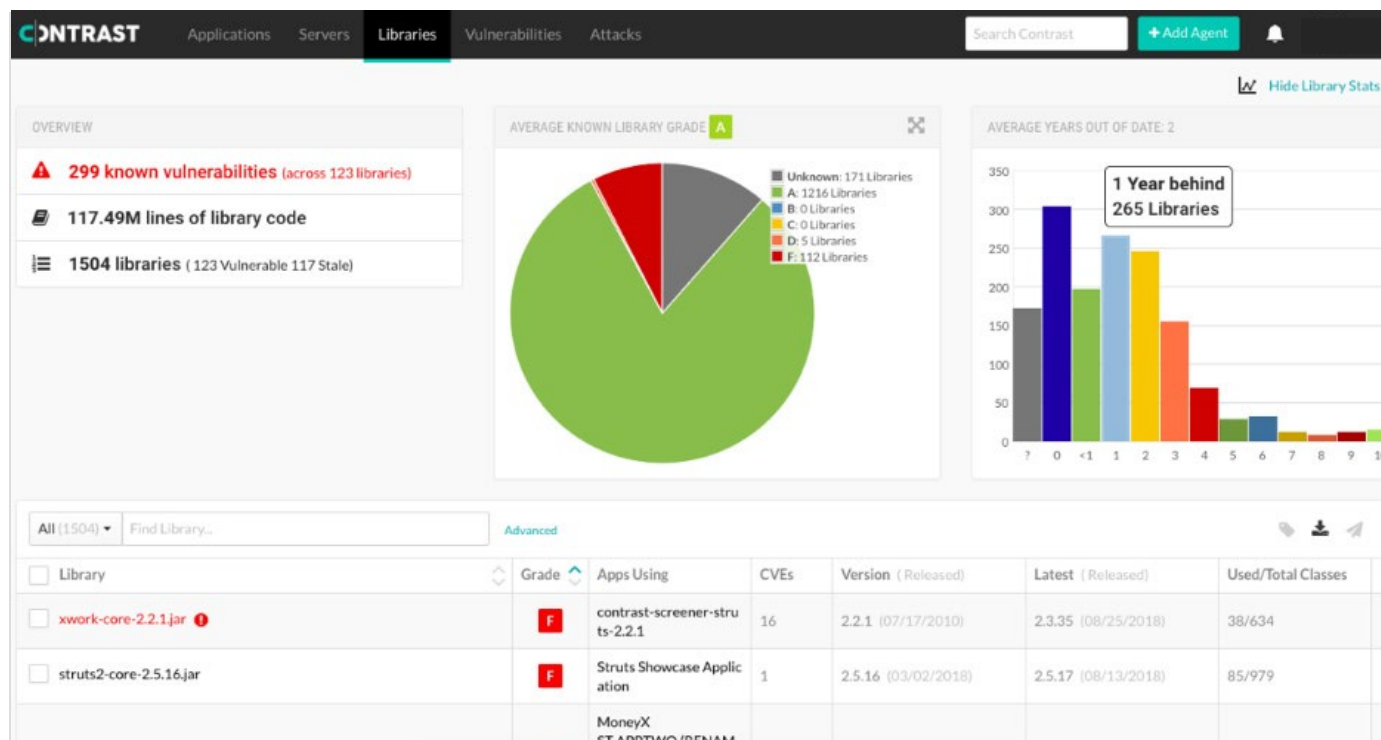 CONTRAST
Applications
Servers
Libraries
Vulnerabilities
Attacks
Search Contrast
+ Add Agent
Hide Library Stats
OVERVIEW
299 known vulnerabilities (across 123 libraries)
117.49M lines of library code
1504 libraries ( 123 Vulnerable 117 Stale)
AVERAGE KNOWN LIBRARY GRADE A
Unknown: 171 Libraries
A: 1216 Libraries
B: 0 Libraries
C: 0 Libraries
D: 5 Libraries
F: 112 Libraries
AVERAGE YEARS OUT OF DATE: 2
1 Year behind
265 Libraries
350
300
250
200
150
100
50
0
? 0 <1 1 2 3 4 5 6 7 8 9
All (1504)
Find Library...
Advanced
Library
Grade
Apps Using
CVEs
Version (Released)
Latest (Released)
Used/Total Classes
xwork-core-2.2.1.jar
F
contrast-screener-stru
ts-2.2.1
16
2.2.1 (07/17/2010)
2.3.35 (08/25/2018)
38/634
struts2-core-2.5.16.jar
F
Struts Showcase Applic
ation
1
2.5.16 (03/02/2018)
2.5.17 (08/13/2018)
85/979
MoneyX